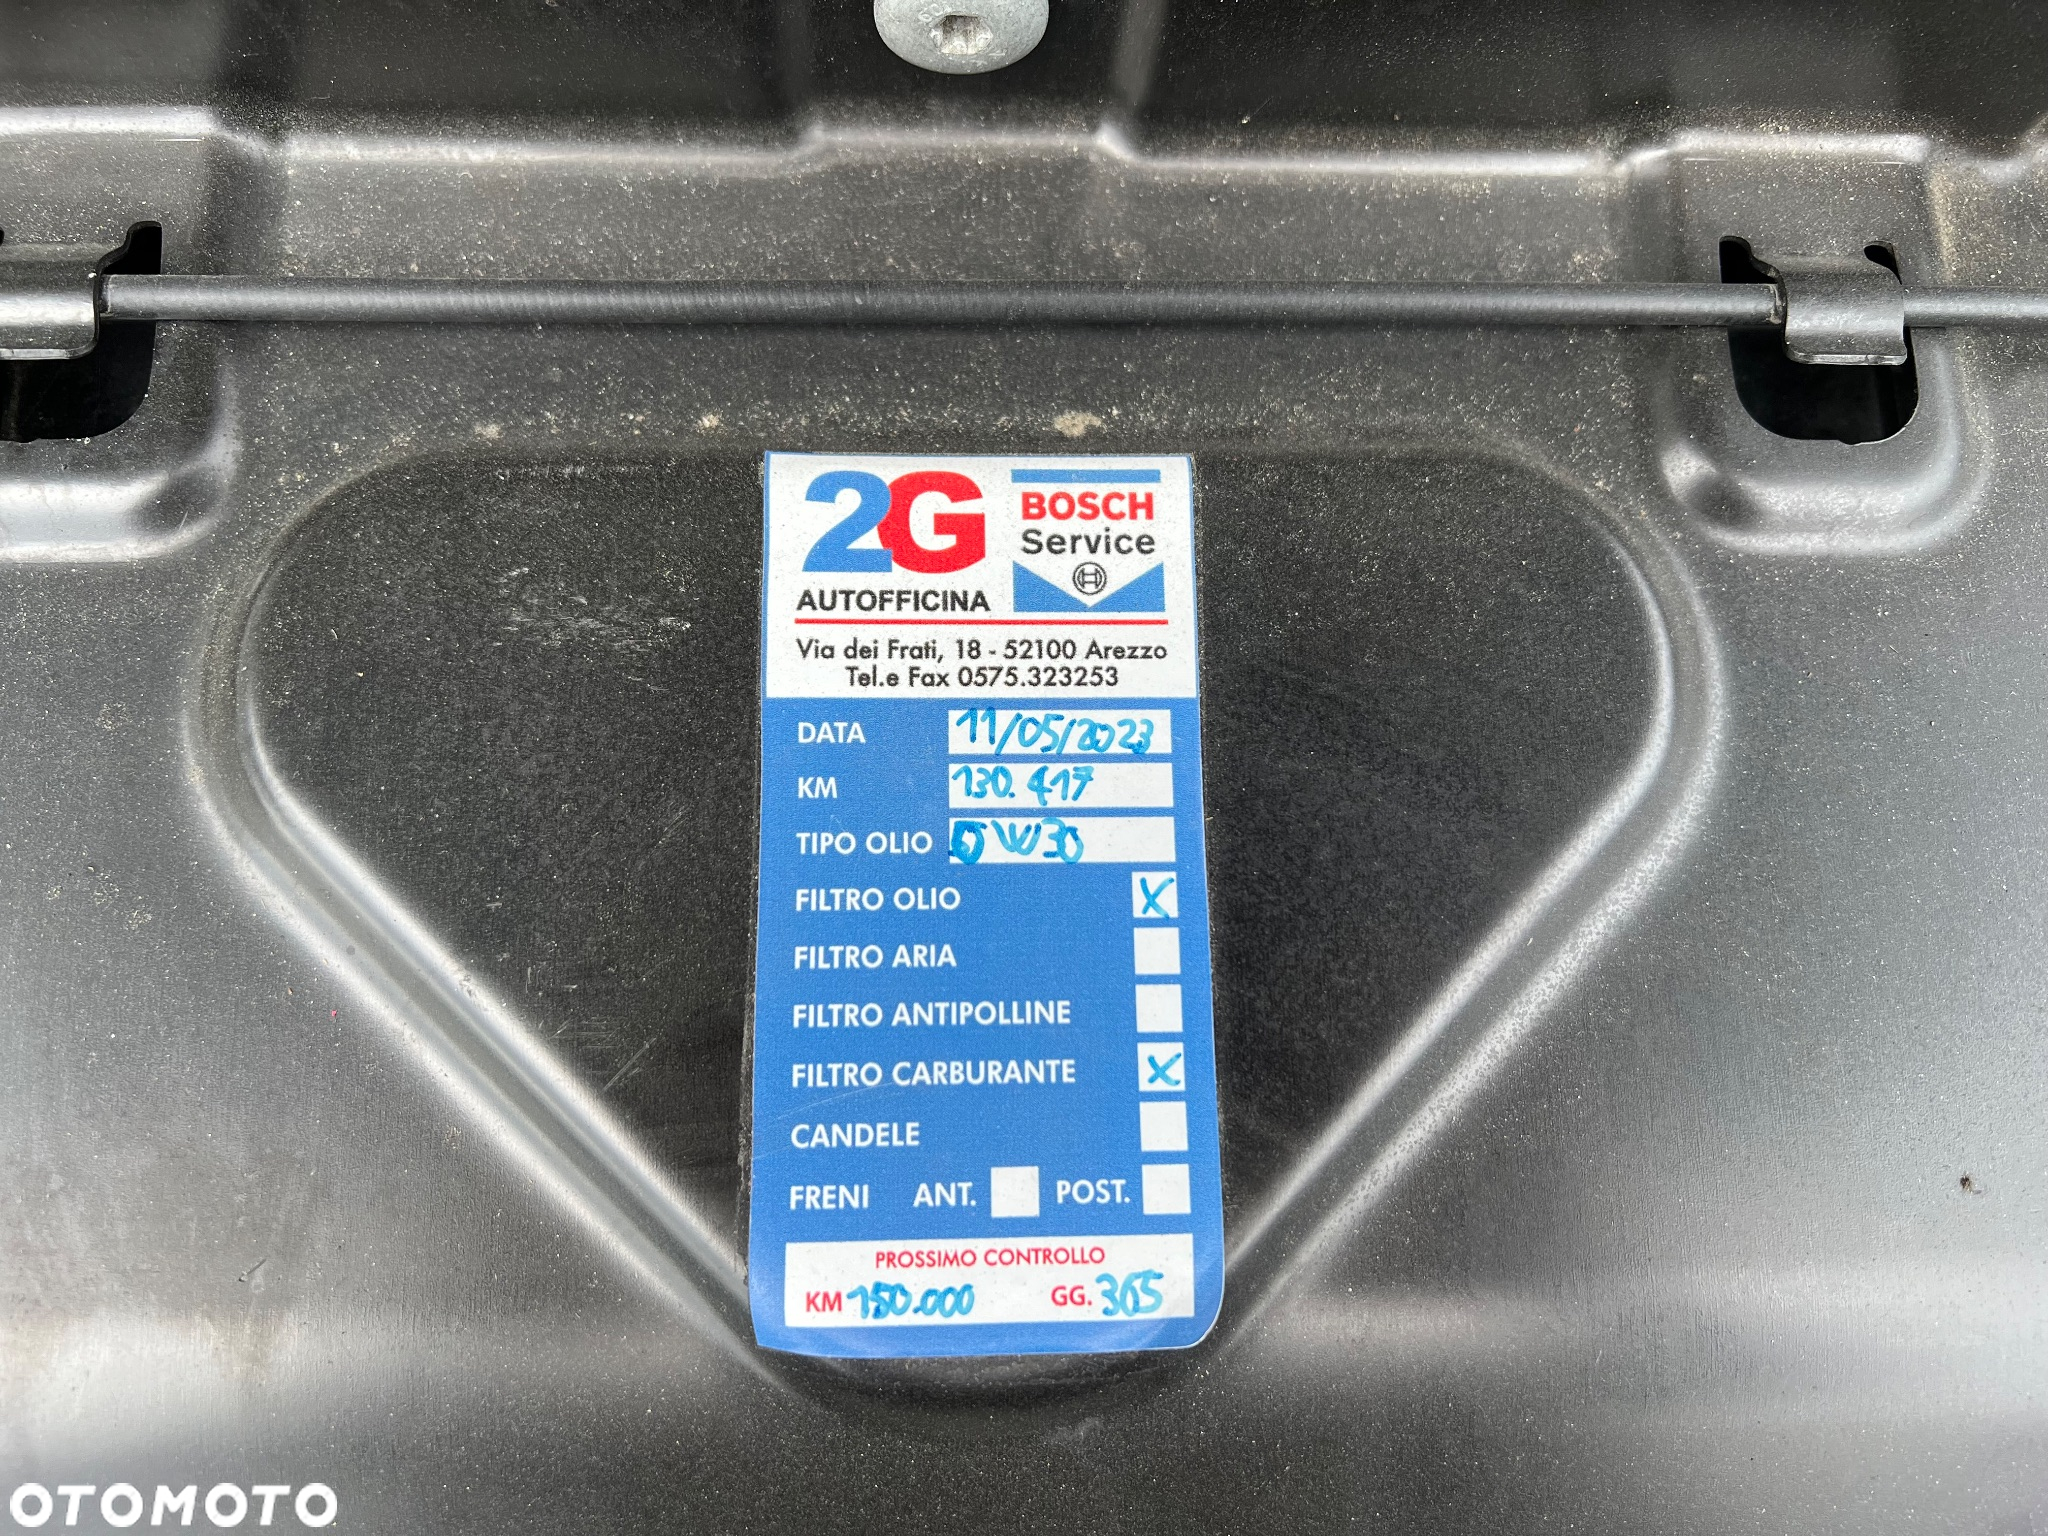 2G
AUTOFFICINA
BOSCH
Service
Via dei Frati, 18 - 52100 Arezzo
Tel.e Fax 0575.323253
DATA 11/05/2023
KM 130.417
TIPO OLIO 0W30
FILTRO OLIO X
FILTRO ARIA
FILTRO ANTIPOLLINE
FILTRO CARBURANTE X
CANDELE
FRENI ANT. POST.
PROSSIMO CONTROLLO
KM 150.000 GG. 365
OTOMOTO